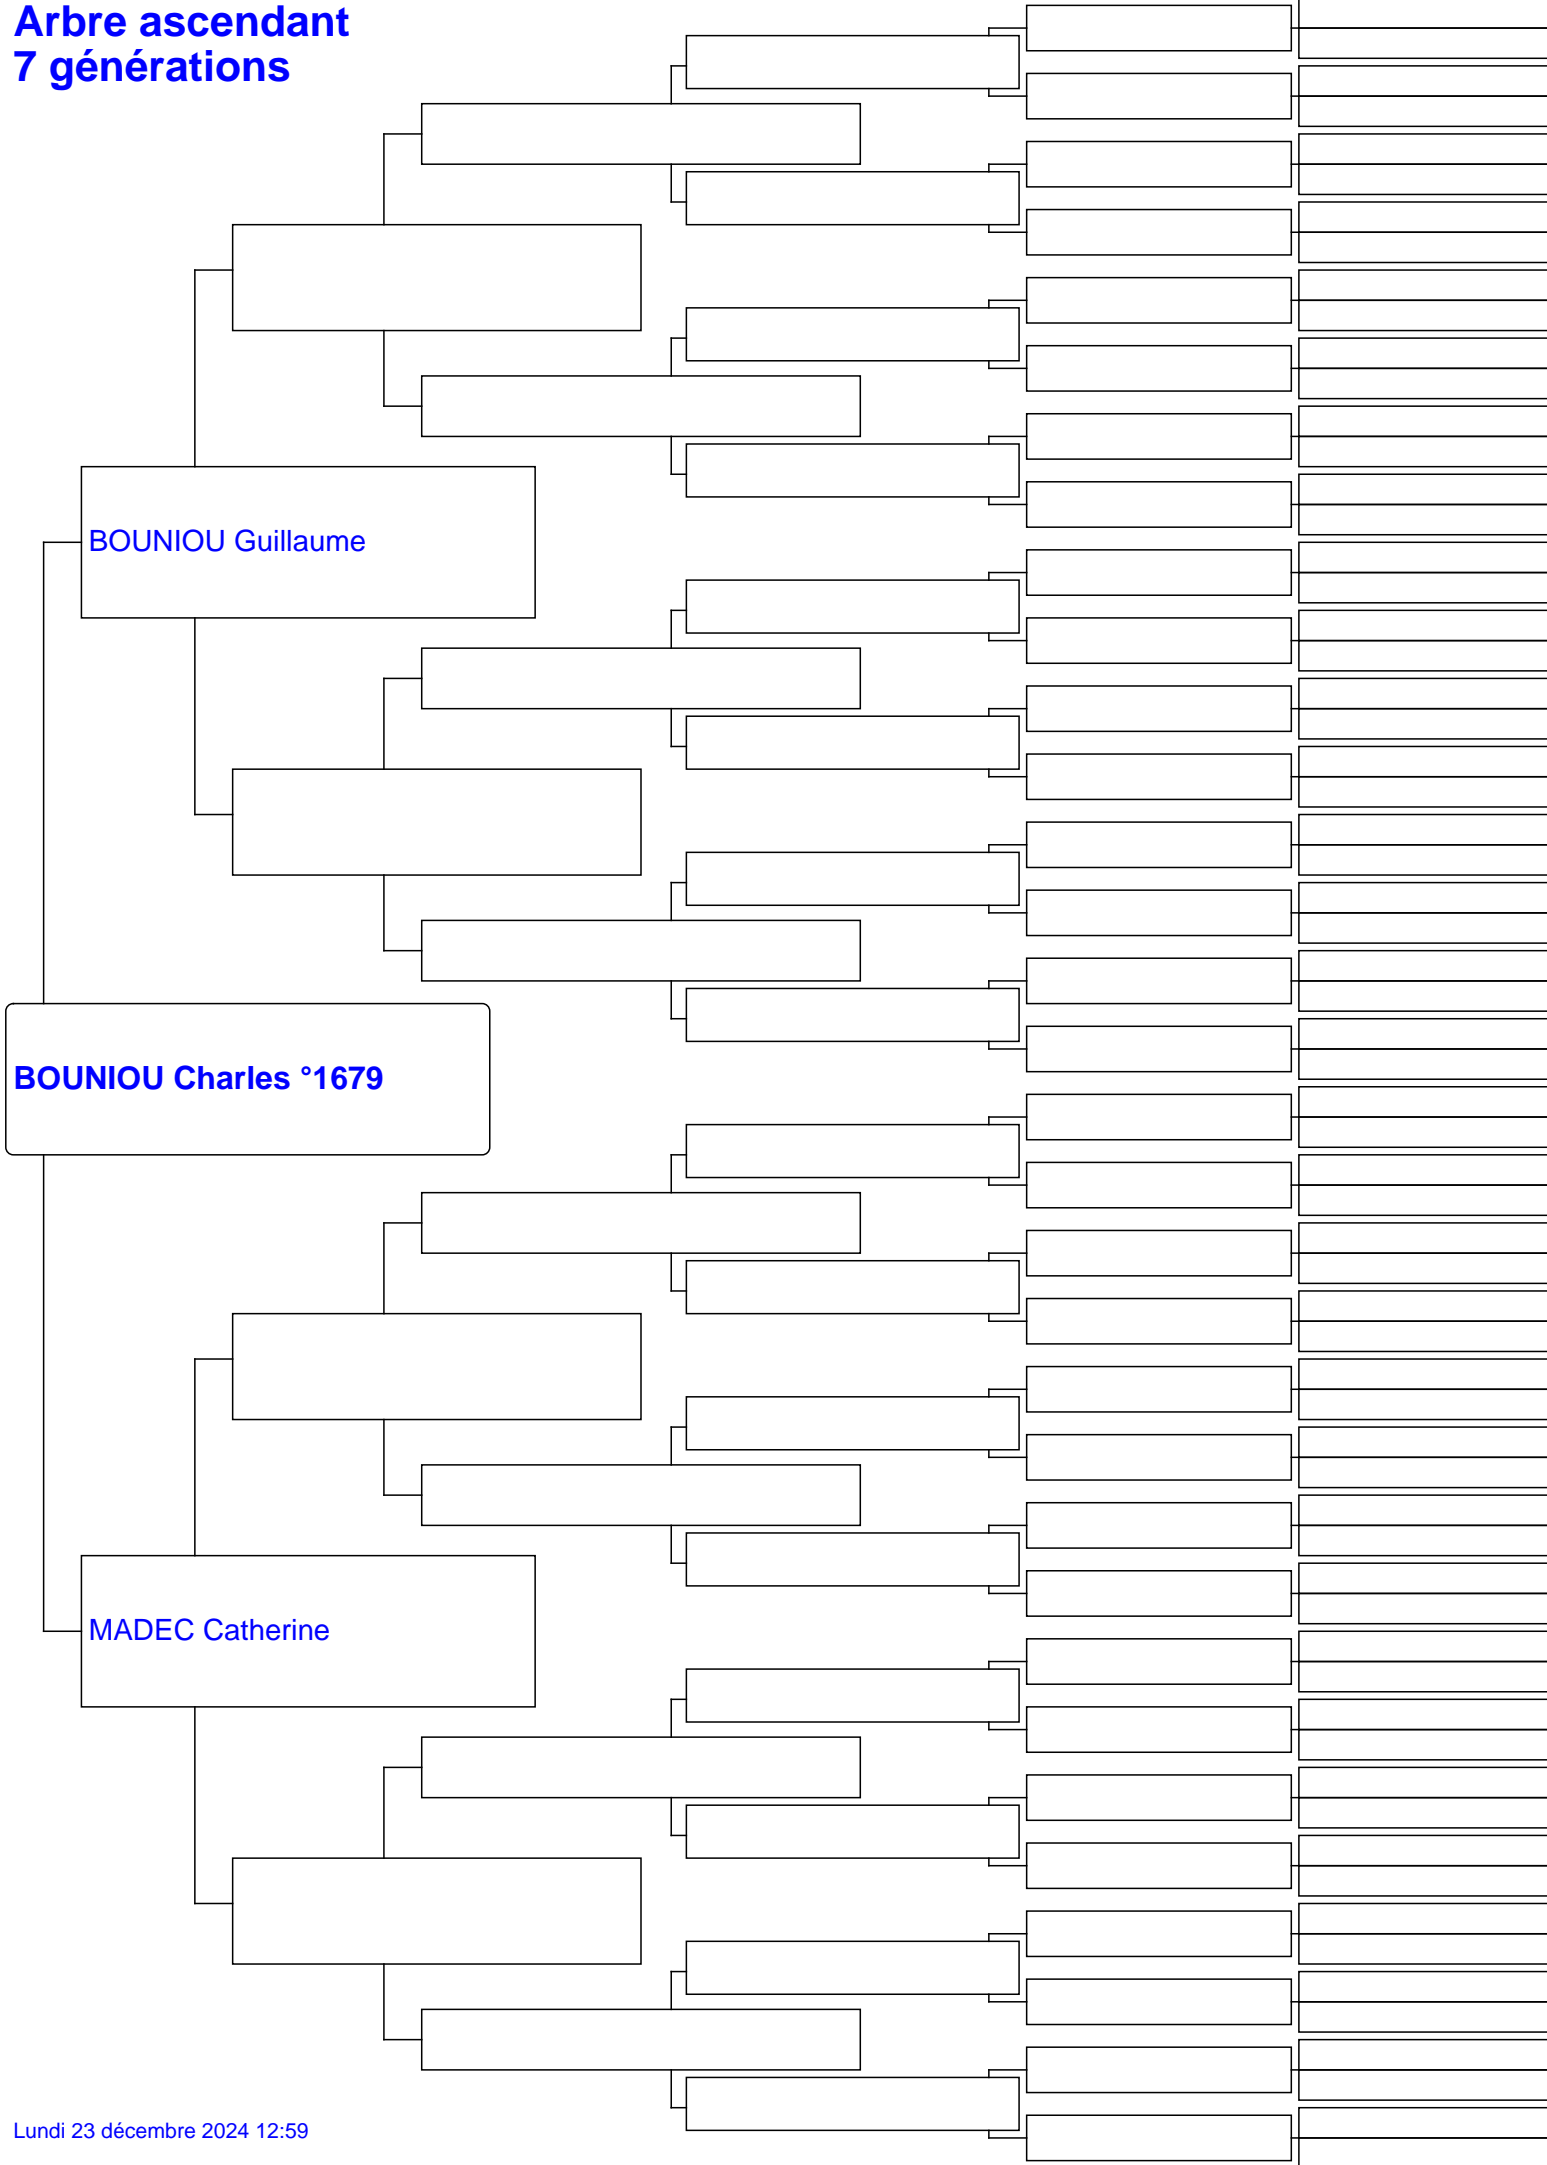 Arbre ascendant
7 générations
BOUNIOU Guillaume
BOUNIOU Charles °1679
MADEC Catherine
Lundi 23 décembre 2024 12:59